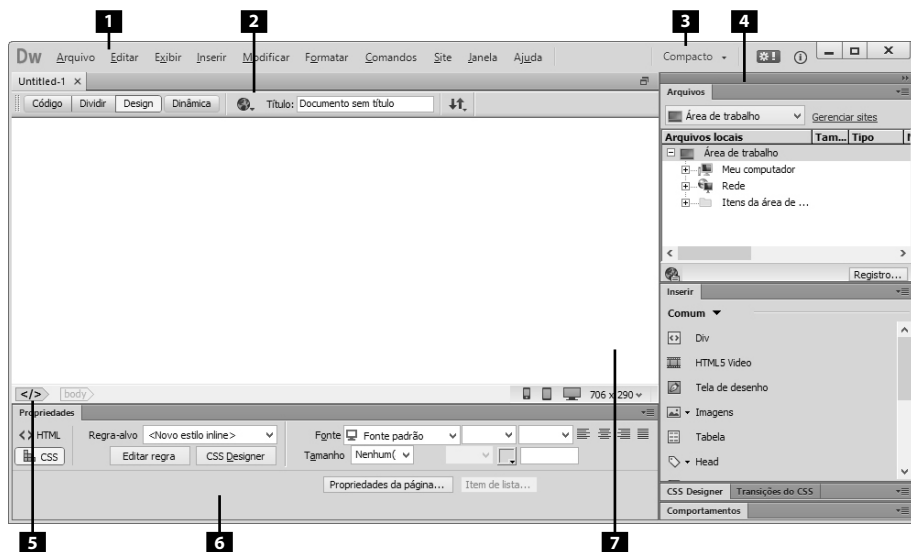 1 2 3 4
Dw Arquivo Editar Exibir Inserir Modificar Formatar Comandos Site Janela Ajuda Compacto
Untitled-1 ×
Código Dividir Design Dinâmica Título: Documento sem título
Arquivos
Área de trabalho Gerenciar sites
Arquivos locais Tam... Tipo
Área de trabalho
Meu computador
Rede
Itens da área de ...
Registro...
Inserir
Comum
Div
HTML5 Video
Tela de desenho
Imagens
Tabela
Head
CSS Designer Transições do CSS
Comportamentos
</> body 706 x 290
Propriedades
<> HTML Regra-alvo <Novo estilo inline> Fonte Fonte padrão
CSS Editar regra CSS Designer Tamanho Nenhum(
Propriedades da página... Item de lista...
5 6 7